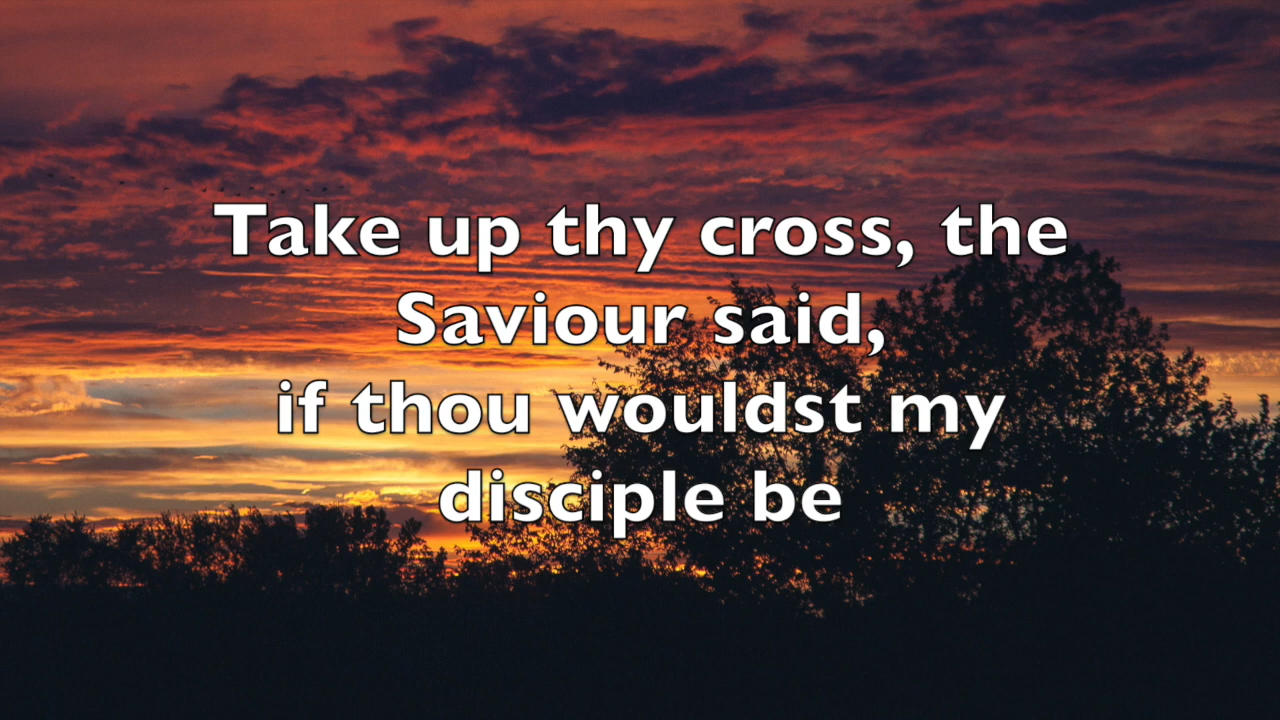 Take up thy cross, the
Saviour said,
if thou wouldst my
disciple be